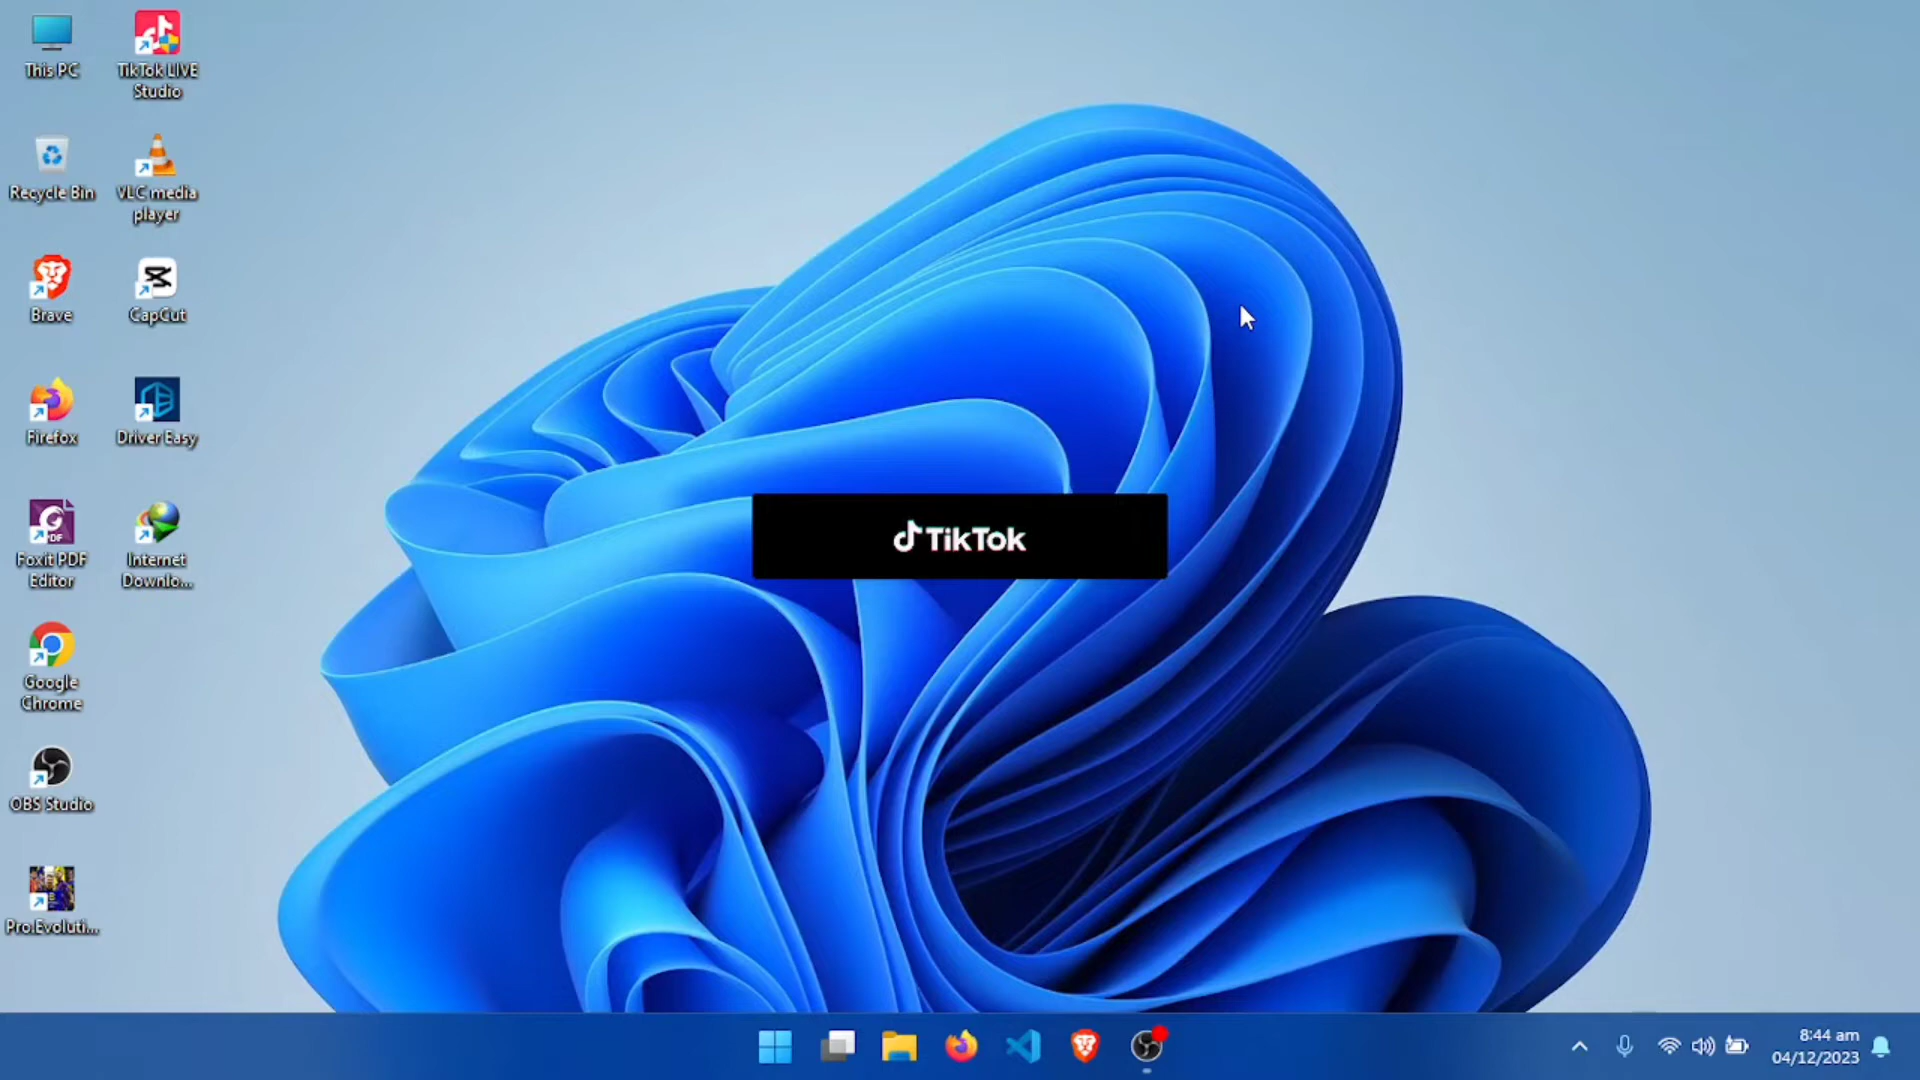 This PC
TikTok LIVE
Studio
Recycle Bin
VLC media
player
Brave
CapCut
Firefox
Driver Easy
Foxit PDF
Editor
Internet
Downlo...
Google
Chrome
OBS Studio
Pro.Evoluti...
TikTok
8:44 am
04/12/2023